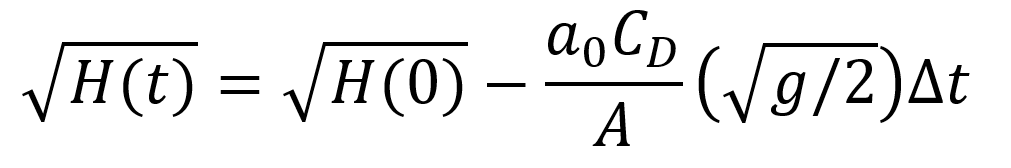 √H(t) = √H(0) − a₀C_D/A (√g/2)Δt